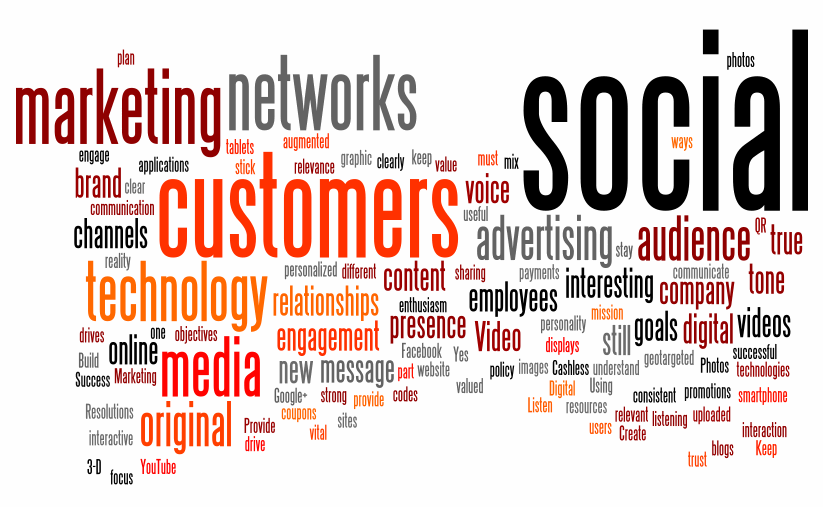 plan
photos
social
marketing
networks
augmented
tablets
ways
engage
applications
stick
relevance
graphic
clearly
keep
value
must
mix
brand
clear
customers
voice
communication
useful
channels
advertising
stay
audience
QR
true
reality
technology
personalized
different
content
sharing
payments
interesting
communicate
tone
relationships
enthusiasm
employees
company
mission
drives
one
objectives
engagement
presence
Video
personality
still
goals
digital
videos
online
media
Build
Facebook
Yes
displays
geotargeted
successful
Success
Marketing
new
message
part
website
policy
images
Cashless
understand
Photos
technologies
valued
Digital
Using
Google+
strong
provide
codes
consistent
promotions
smartphone
Resolutions
original
coupons
sites
Listen
resources
relevant
listening
uploaded
interactive
Provide
drive
vital
users
Create
interaction
blogs
Keep
trust
3-D
focus
YouTube